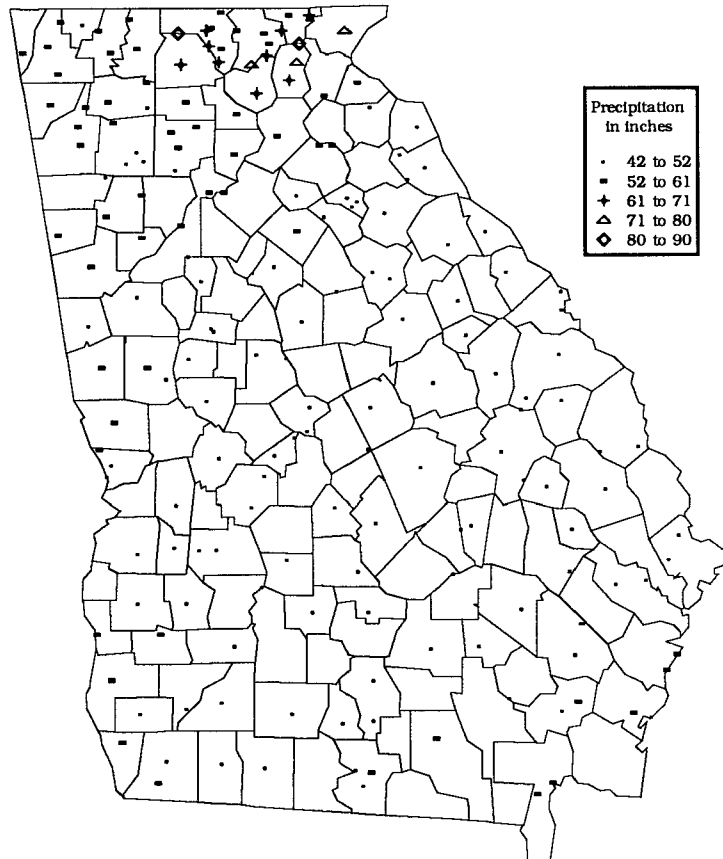 Precipitation
in inches
42 to 52
52 to 61
61 to 71
71 to 80
80 to 90